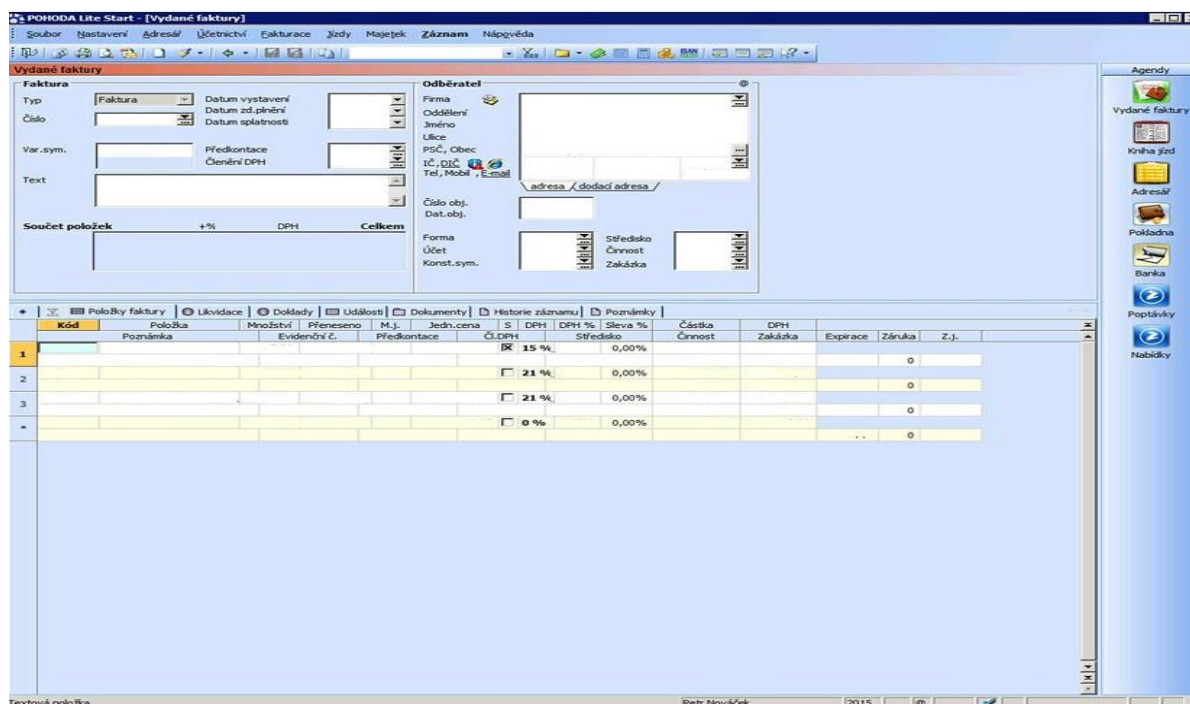 POHODA Lite Start - [Vydané faktury]
Soubor Nastavení Adresář Účetnictví Fakturace Jízdy Majetek Záznam Nápověda
Vydané faktury
Agendy
Faktura
Odběratel @
Typ Faktura Datum vystavení
Datum zd.plnění
Číslo Datum splatnosti
Var.sym. Předkontace
Členění DPH
Text
Součet položek +% DPH Celkem
Firma
Oddělení
Jméno
Ulice
PSČ, Obec
IČ, DIČ
Tel, Mobil, E-mail
adresa dodací adresa
Číslo obj.
Dat.obj.
Forma Středisko
Účet Činnost
Konst.sym. Zakázka
Vydané faktury
Kniha jízd
Adresář
Pokladna
Banka
Poptávky
Nabídky
Položky faktury Likvidace Doklady Události Dokumenty Historie záznamu Poznámky
Kód Položka Množství Přeneseno M.j. Jedn.cena S DPH DPH % Sleva % Částka DPH
Poznámka Evidenční č. Předkontace Čl.DPH Středisko Činnost Zakázka Expirace Záruka Z.j.
1 15 % 0,00%
0
2 21 % 0,00%
0
3 21 % 0,00%
0
* 0 % 0,00%
0
Textová položka Petr Nováček 2015 @